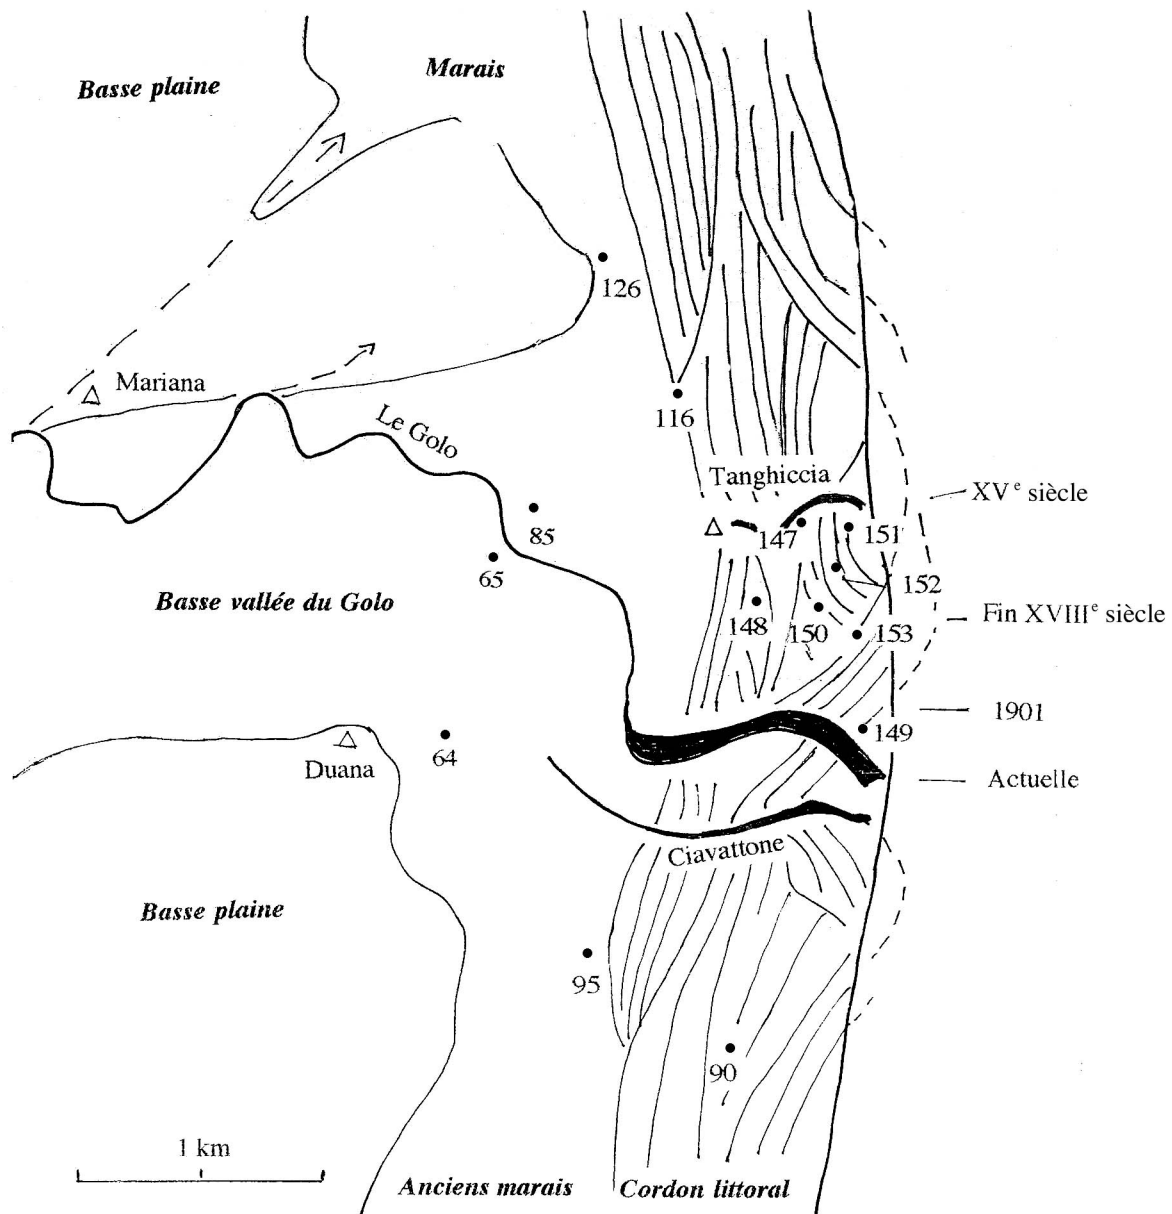 Marais
Basse plaine
126
Mariana
Le Golo
116
Tanghiccia
XVe siècle
85
147
151
65
152
Basse vallée du Golo
148
150
153
Fin XVIIIe siècle
1901
149
64
Duana
Actuelle
Ciavattone
Basse plaine
95
90
1 km
Anciens marais
Cordon littoral